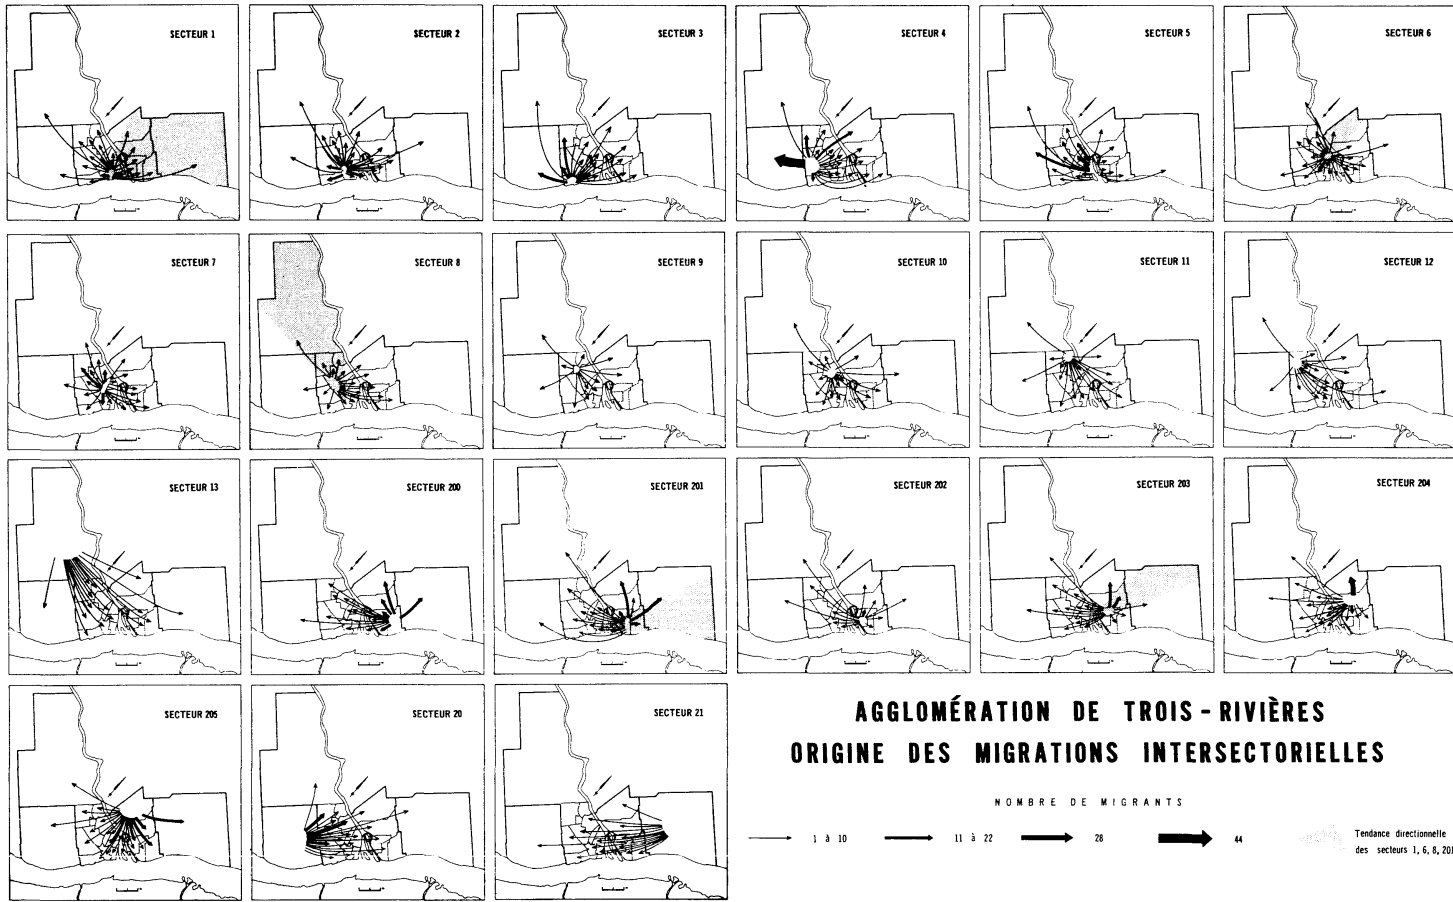 SECTEUR 1
SECTEUR 2
SECTEUR 3
SECTEUR 4
SECTEUR 5
SECTEUR 6
SECTEUR 7
SECTEUR 8
SECTEUR 9
SECTEUR 10
SECTEUR 11
SECTEUR 12
SECTEUR 13
SECTEUR 200
SECTEUR 201
SECTEUR 202
SECTEUR 203
SECTEUR 204
SECTEUR 205
SECTEUR 20
SECTEUR 21
AGGLOMÉRATION DE TROIS-RIVIÈRES
ORIGINE DES MIGRATIONS INTERSECTORIELLES
NOMBRE DE MIGRANTS
1 à 10
11 à 22
28
44
Tendance directionnelle
des secteurs 1, 6, 8, 201